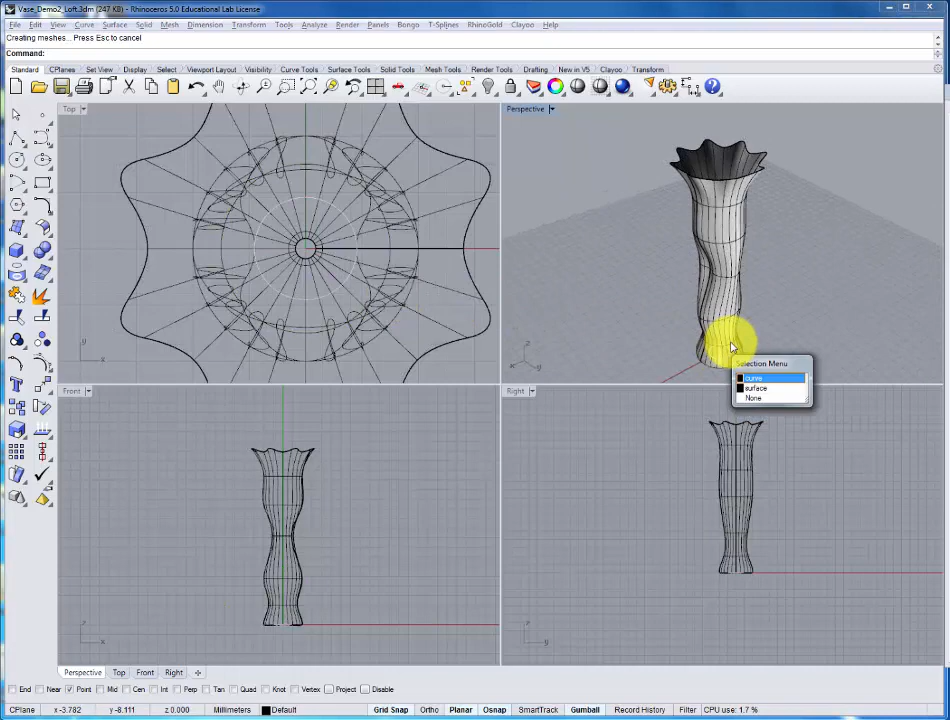 Vase_Demo2_Loft.3dm (247 KB) - Rhinoceros 5.0 Educational Lab License
File Edit View Curve Surface Solid Mesh Dimension Transform Tools Analyze Render Panels Bongo T-Splines RhinoGold Clayoo Help
Creating meshes... Press Esc to cancel
Command:
Standard CPlanes Set View Display Select Viewport Layout Visibility Curve Tools Surface Tools Solid Tools Mesh Tools Render Tools Drafting New in V5 Clayoo Transform
Top
Perspective
y
x
z
x
y
Selection Menu
curve
surface
None
Front
Right
z
x
z
y
Perspective Top Front Right
End Near Point Mid Cen Int Perp Tan Quad Knot Vertex Project Disable
CPlane x -3.782 y -8.111 z 0.000 Millimeters Default Grid Snap Ortho Planar Osnap SmartTrack Gumball Record History Filter CPU use: 1.7 %